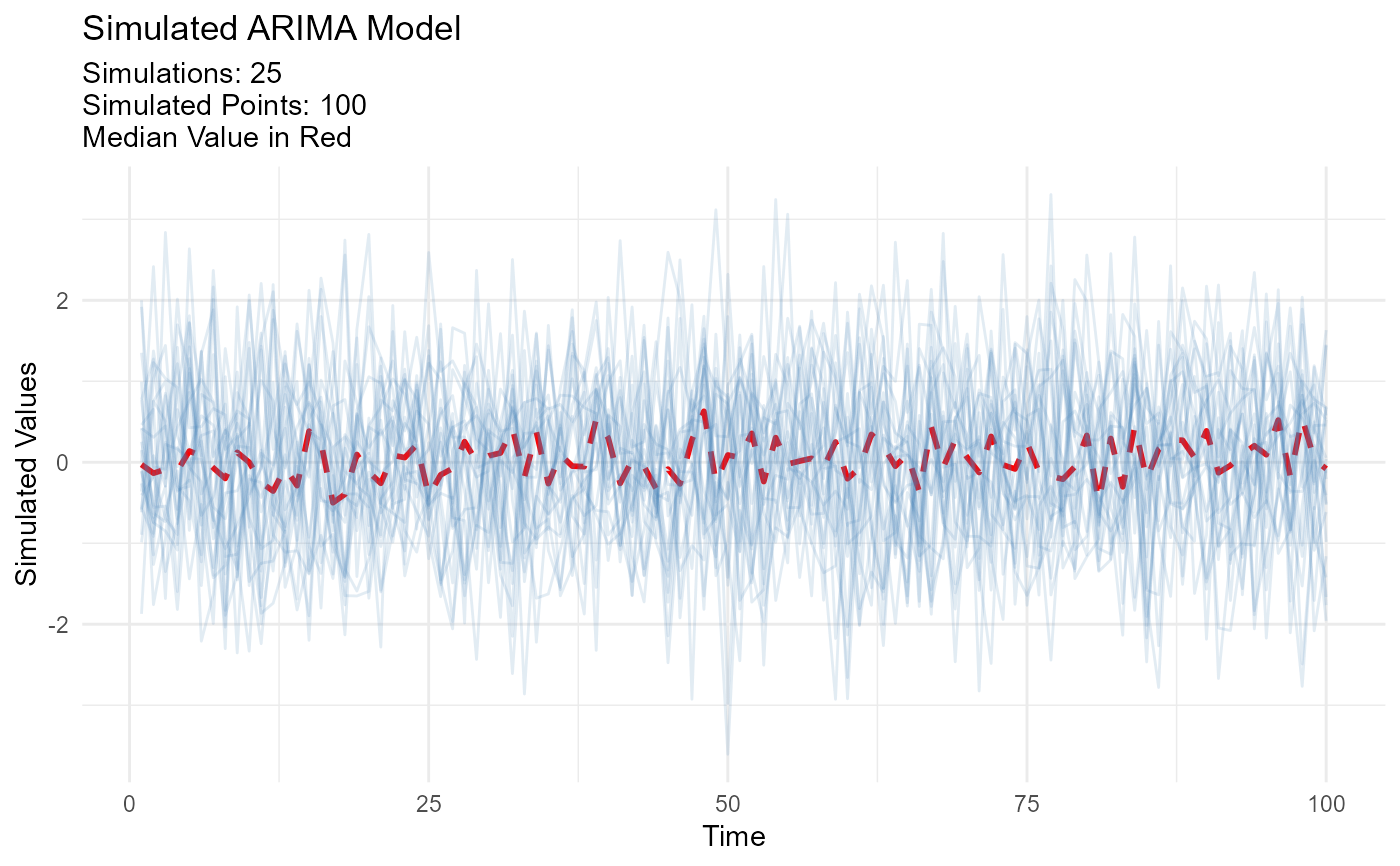 Simulated ARIMA Model
Simulations: 25
Simulated Points: 100
Median Value in Red
Simulated Values
2
0
-2
0
25
50
75
100
Time